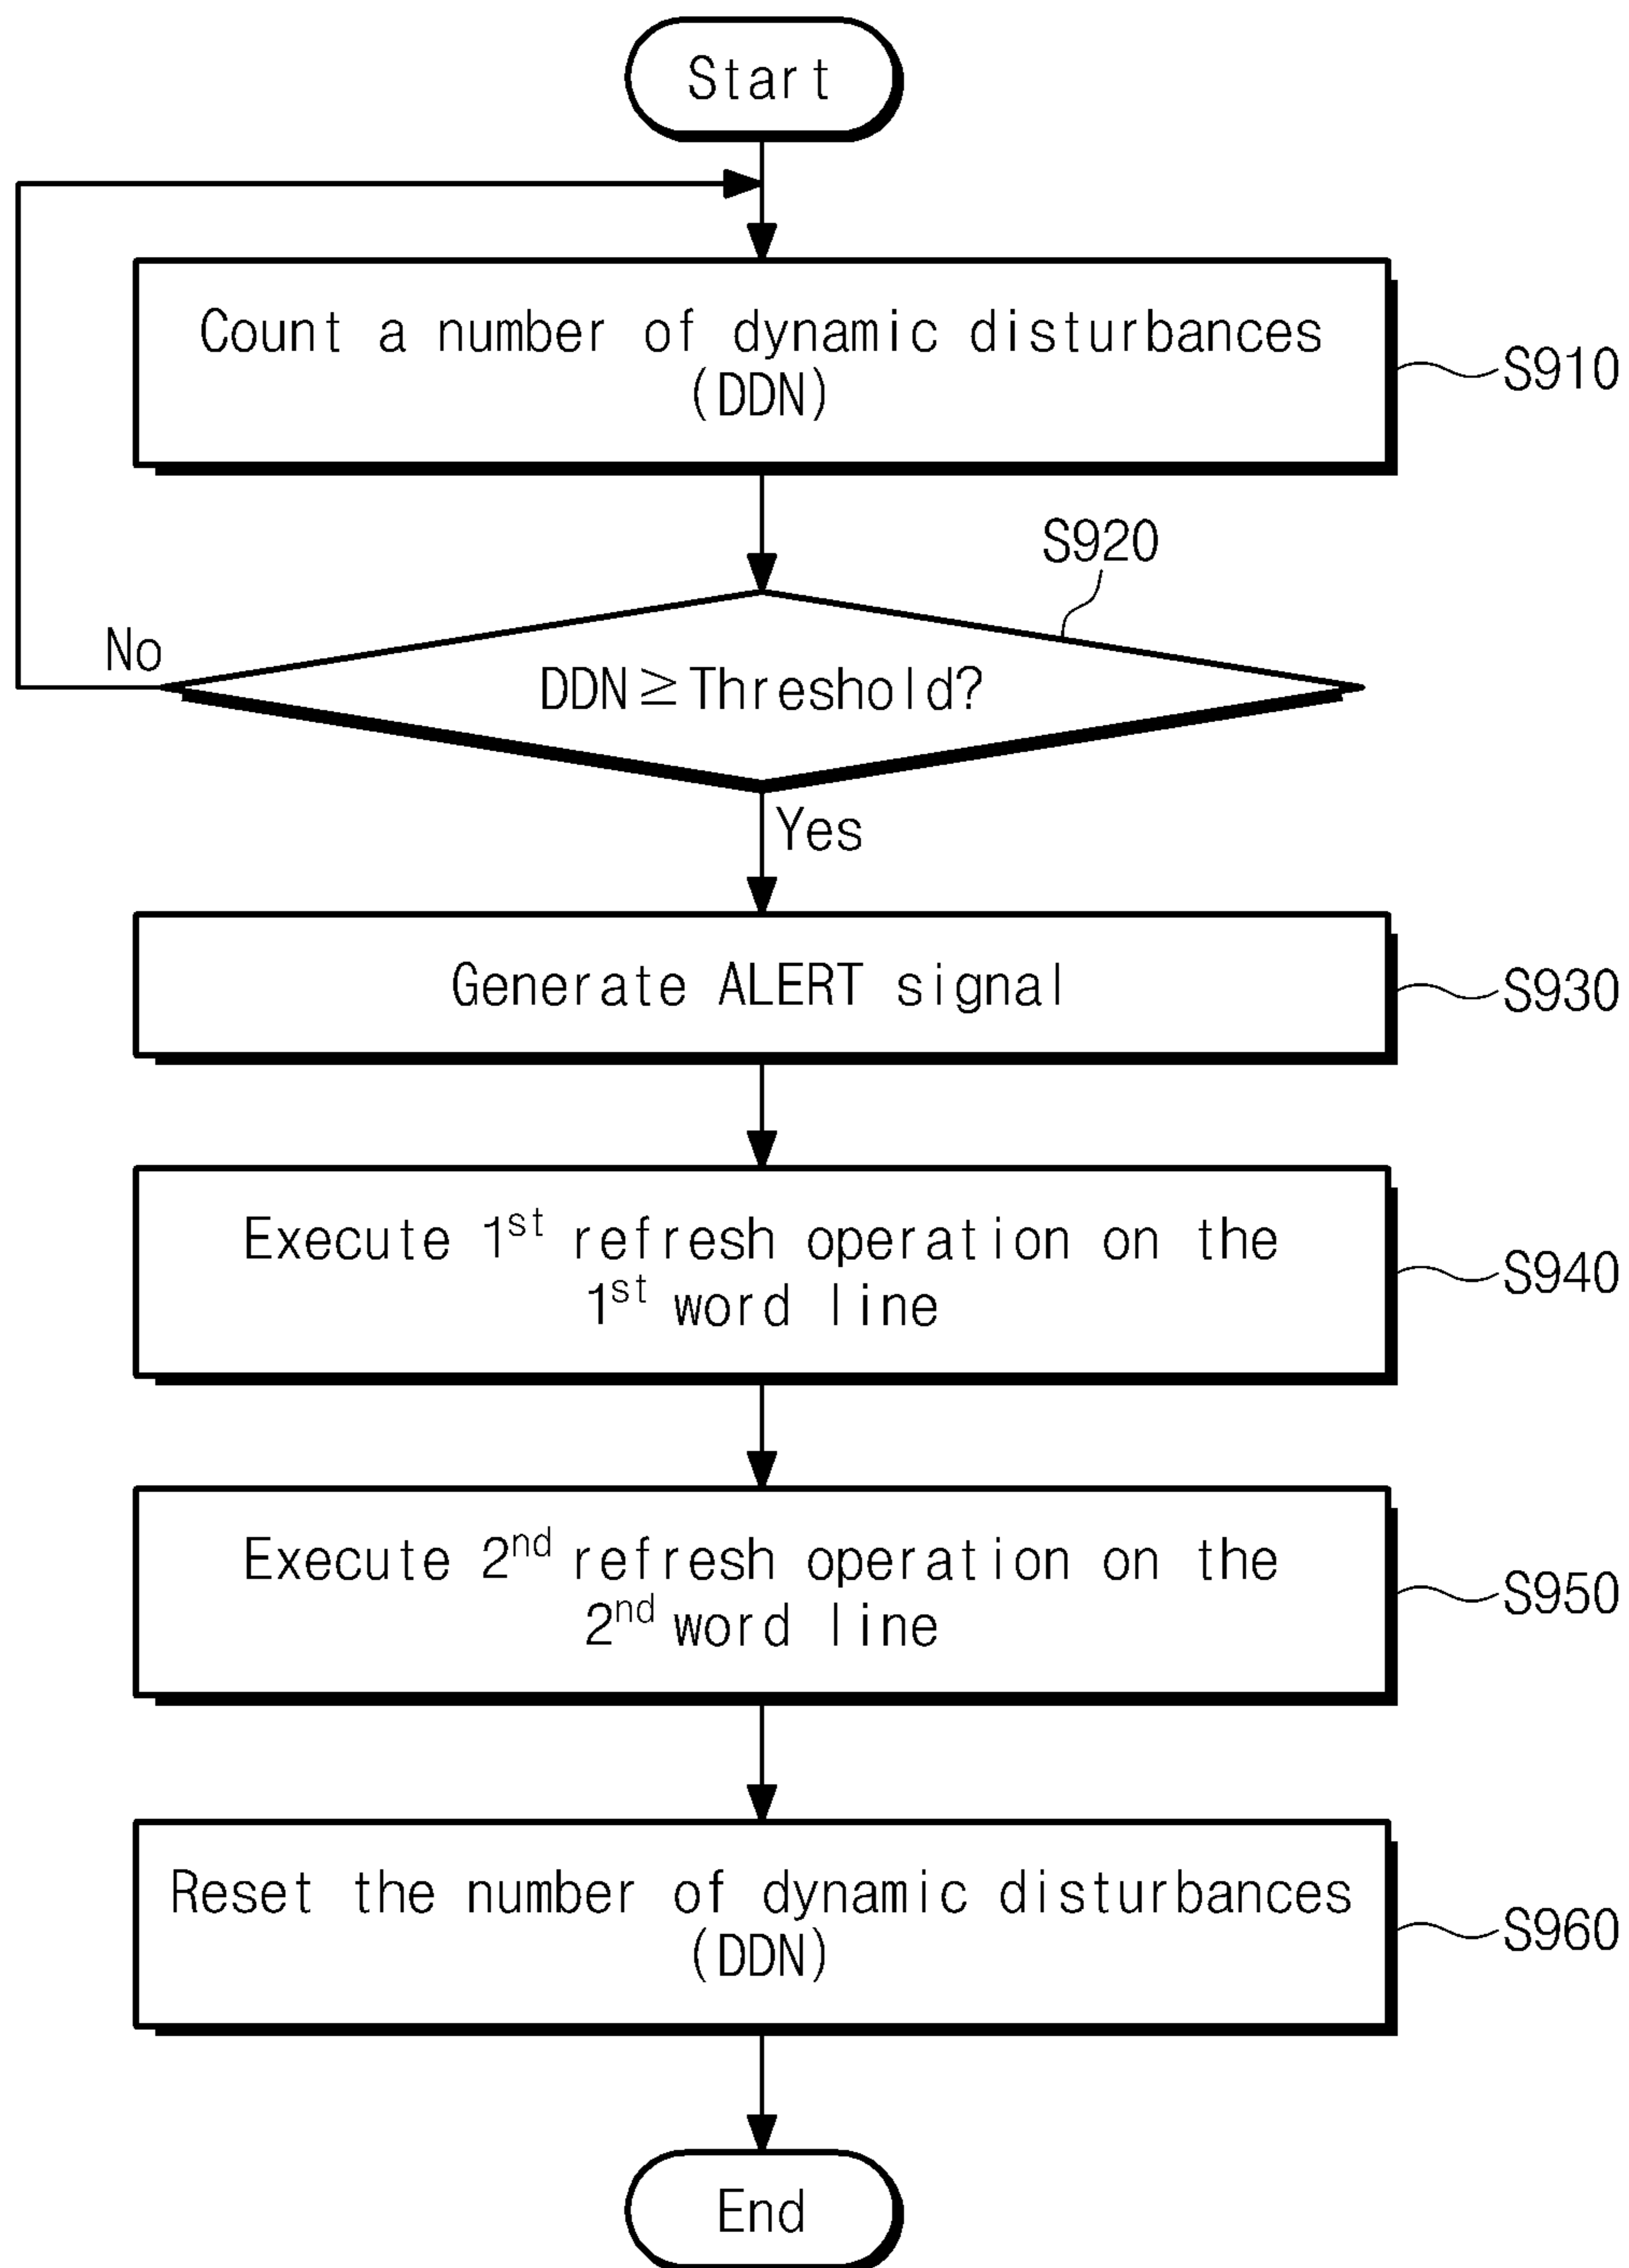 Start
Count a number of dynamic disturbances
(DDN)
S910
S920
No
DDN≥Threshold?
Yes
Generate ALERT signal
S930
Execute 1st refresh operation on the
1st word line
S940
Execute 2nd refresh operation on the
2nd word line
S950
Reset the number of dynamic disturbances
(DDN)
S960
End